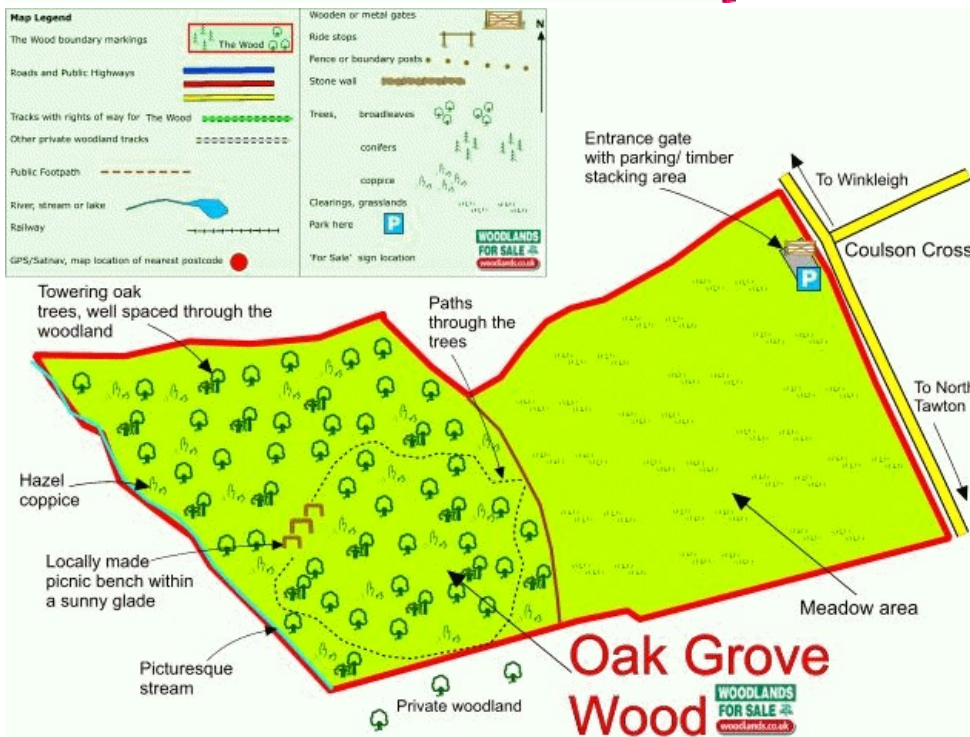 Map Legend
The Wood boundary markings
The Wood
Roads and Public Highways
Tracks with rights of way for The Wood
Other private woodland tracks
Public Footpath
River, stream or lake
Railway
GPS/Satnav, map location of nearest postcode
Wooden or metal gates
N
Ride stops
Fence or boundary posts
Stone wall
Trees, broadleaves
conifers
coppice
Clearings, grasslands
Park here
P
'For Sale' sign location
WOODLANDS
FOR SALE
woodlands.co.uk
Entrance gate
with parking/ timber
stacking area
To Winkleigh
Coulson Cross
P
To North
Tawton
Towering oak
trees, well spaced through the
woodland
Paths
through the
trees
Hazel
coppice
Locally made
picnic bench within
a sunny glade
Picturesque
stream
Meadow area
Private woodland
Oak Grove
Wood
WOODLANDS
FOR SALE
woodlands.co.uk